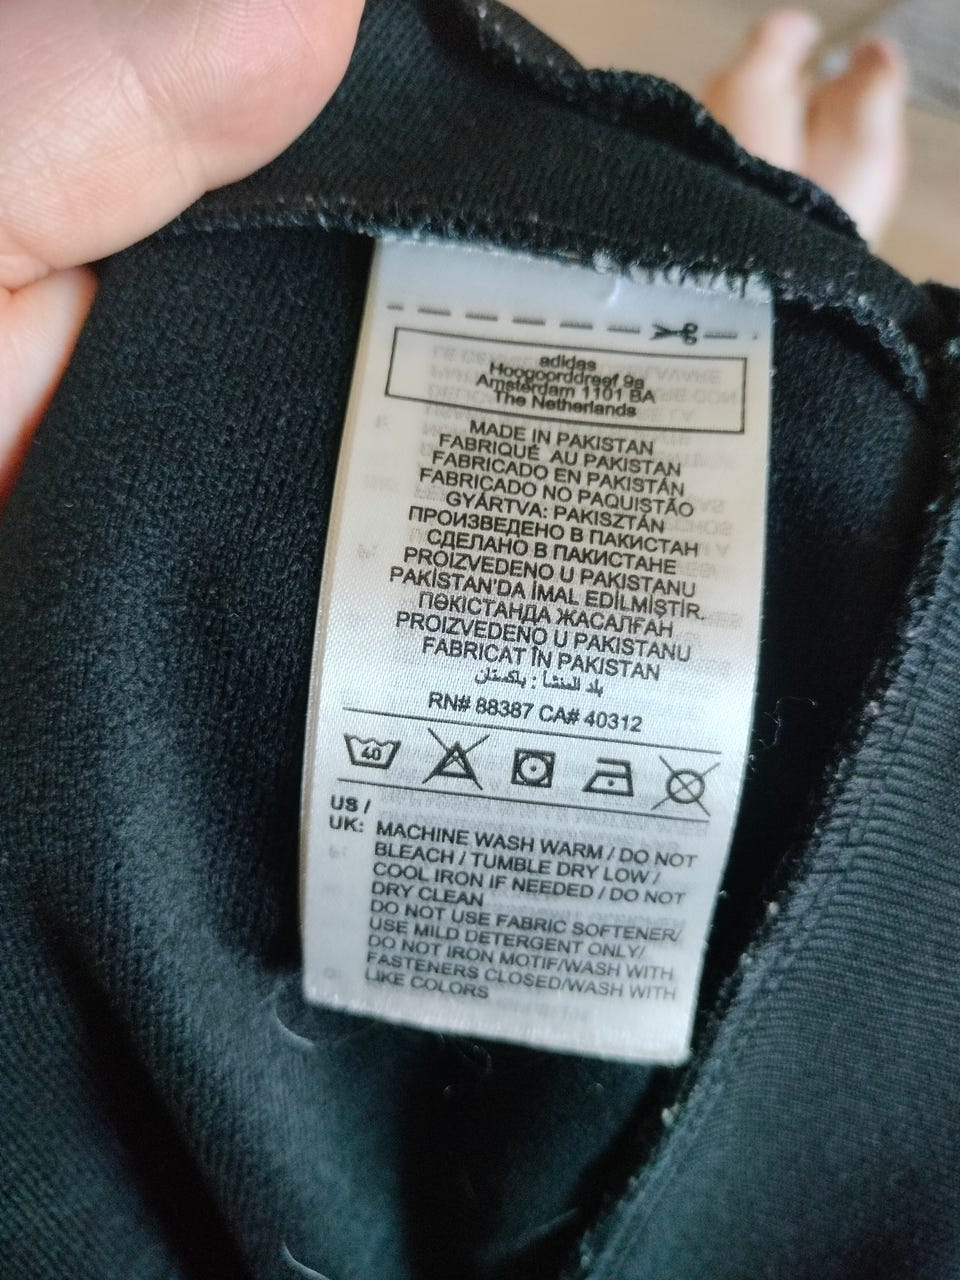 adidas
Hoogoorddreef 9a
Amsterdam 1101 BA
The Netherlands
MADE IN PAKISTAN
FABRIQUÉ AU PAKISTAN
FABRICADO EN PAKISTÁN
FABRICADO NO PAQUISTÃO
GYÁRTVA: PAKISZTÁN
ПРОИЗВЕДЕНО В ПАКИСТАН
СДЕЛАНО В ПАКИСТАНЕ
PROIZVEDENO U PAKISTANU
PAKİSTAN'DA İMAL EDİLMİSTİR.
ПӘКІСТАНДА ЖАСАЛҒАН
PROIZVEDENO U PAKISTANU
FABRICAT ÎN PAKISTAN
بلد المنشأ : باكستان
RN# 88387 CA# 40312
40
US /
UK: MACHINE WASH WARM / DO NOT
BLEACH / TUMBLE DRY LOW /
COOL IRON IF NEEDED / DO NOT
DRY CLEAN
DO NOT USE FABRIC SOFTENER/
USE MILD DETERGENT ONLY/
DO NOT IRON MOTIF/WASH WITH
FASTENERS CLOSED/WASH WITH
LIKE COLORS